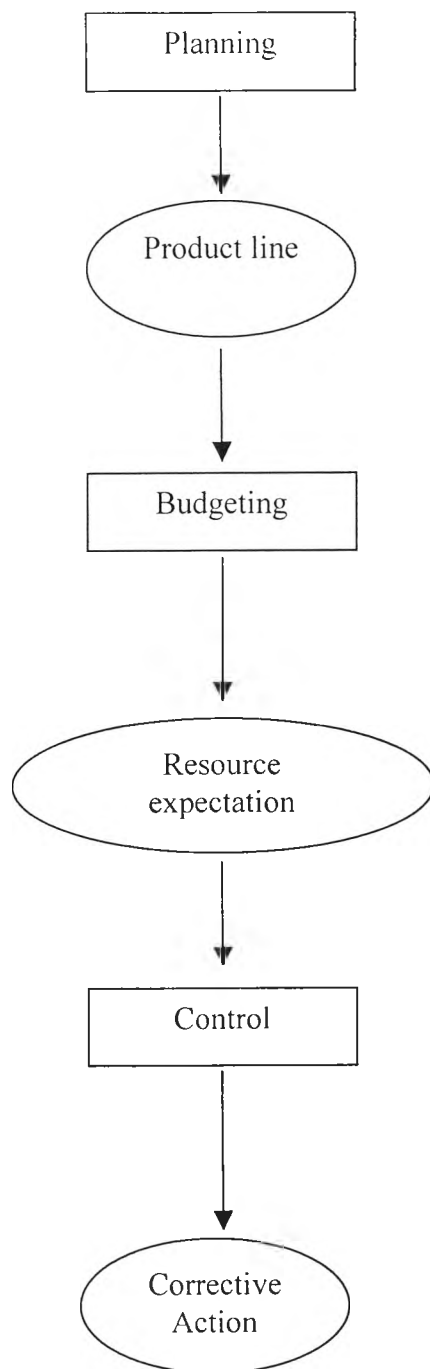 Planning
Product line
Budgeting
Resource
expectation
Control
Corrective
Action